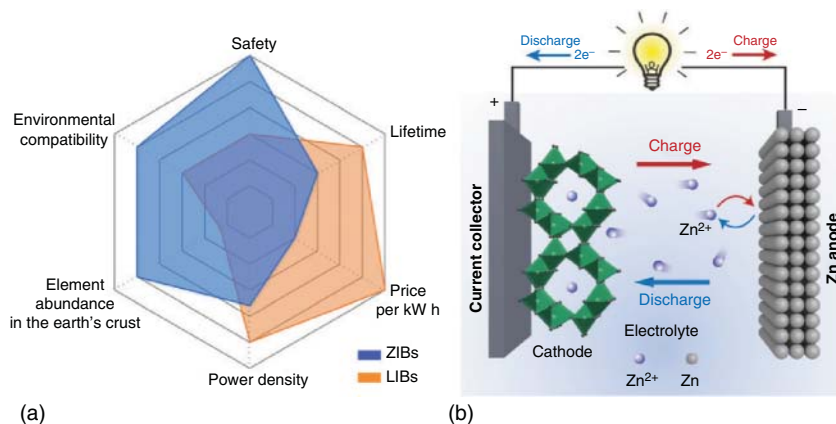 Safety
Environmental
compatibility
Lifetime
Element
abundance
in the earth's crust
Price
per kW h
Power density
ZIBs
LIBs
(a)
Discharge
2e⁻
2e⁻
Charge
+
–
Current collector
Charge
Zn²⁺
Discharge
Zn anode
Cathode
Electrolyte
Zn²⁺
Zn
(b)